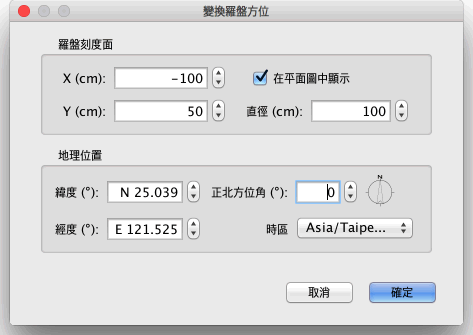 變換羅盤方位
羅盤刻度面
X (cm): -100 在平面圖中顯示
Y (cm): 50 直徑 (cm): 100
地理位置
緯度 (°): N 25.039 正北方位角 (°): 0 N
經度 (°): E 121.525 時區 Asia/Taipe...
取消 確定